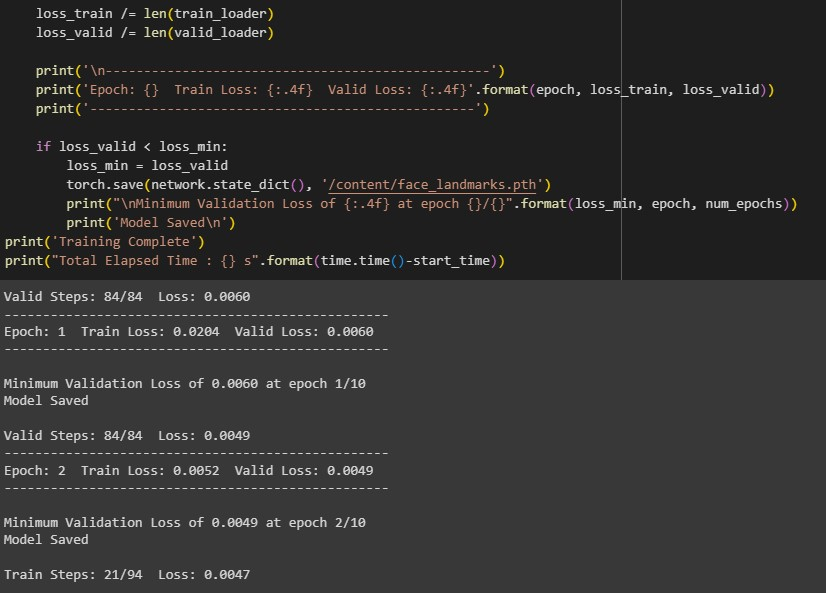 loss_train /= len(train_loader)
loss_valid /= len(valid_loader)
print('\n--------------------------------------------------')
print('Epoch: {}  Train Loss: {:.4f}  Valid Loss: {:.4f}'.format(epoch, loss_train, loss_valid))
print('--------------------------------------------------')
if loss_valid < loss_min:
loss_min = loss_valid
torch.save(network.state_dict(), '/content/face_landmarks.pth')
print("\nMinimum Validation Loss of {:.4f} at epoch {}/{}".format(loss_min, epoch, num_epochs))
print('Model Saved\n')
print('Training Complete')
print("Total Elapsed Time : {} s".format(time.time()-start_time))
Valid Steps: 84/84  Loss: 0.0060
--------------------------------------------------
Epoch: 1  Train Loss: 0.0204  Valid Loss: 0.0060
--------------------------------------------------
Minimum Validation Loss of 0.0060 at epoch 1/10
Model Saved
Valid Steps: 84/84  Loss: 0.0049
--------------------------------------------------
Epoch: 2  Train Loss: 0.0052  Valid Loss: 0.0049
--------------------------------------------------
Minimum Validation Loss of 0.0049 at epoch 2/10
Model Saved
Train Steps: 21/94  Loss: 0.0047